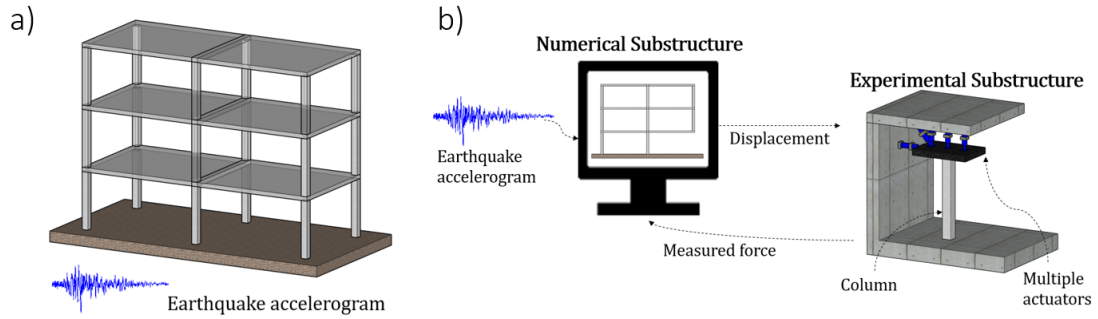 a)
Earthquake accelerogram
b)
Numerical Substructure
Earthquake
accelerogram
Displacement
Measured force
Experimental Substructure
Column
Multiple
actuators